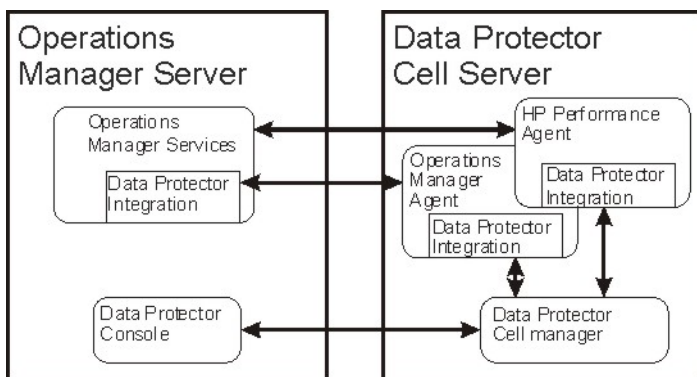 Operations
Manager Server
Operations
Manager Services
Data Protector
Integration
Data Protector
Console
Data Protector
Cell Server
HP Performance
Agent
Data Protector
Integration
Operations
Manager
Agent
Data Protector
Integration
Data Protector
Cell manager